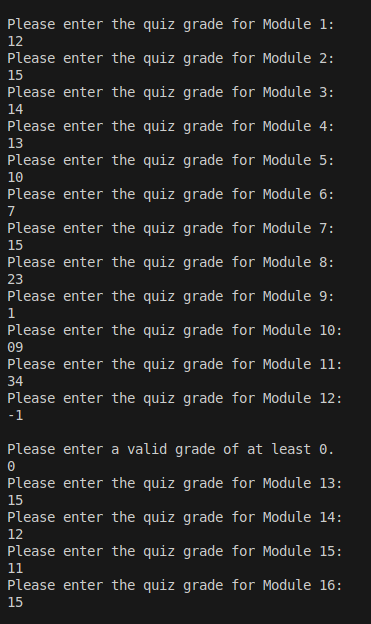 Please enter the quiz grade for Module 1:
12
Please enter the quiz grade for Module 2:
15
Please enter the quiz grade for Module 3:
14
Please enter the quiz grade for Module 4:
13
Please enter the quiz grade for Module 5:
10
Please enter the quiz grade for Module 6:
7
Please enter the quiz grade for Module 7:
15
Please enter the quiz grade for Module 8:
23
Please enter the quiz grade for Module 9:
1
Please enter the quiz grade for Module 10:
09
Please enter the quiz grade for Module 11:
34
Please enter the quiz grade for Module 12:
-1
Please enter a valid grade of at least 0.
0
Please enter the quiz grade for Module 13:
15
Please enter the quiz grade for Module 14:
12
Please enter the quiz grade for Module 15:
11
Please enter the quiz grade for Module 16:
15